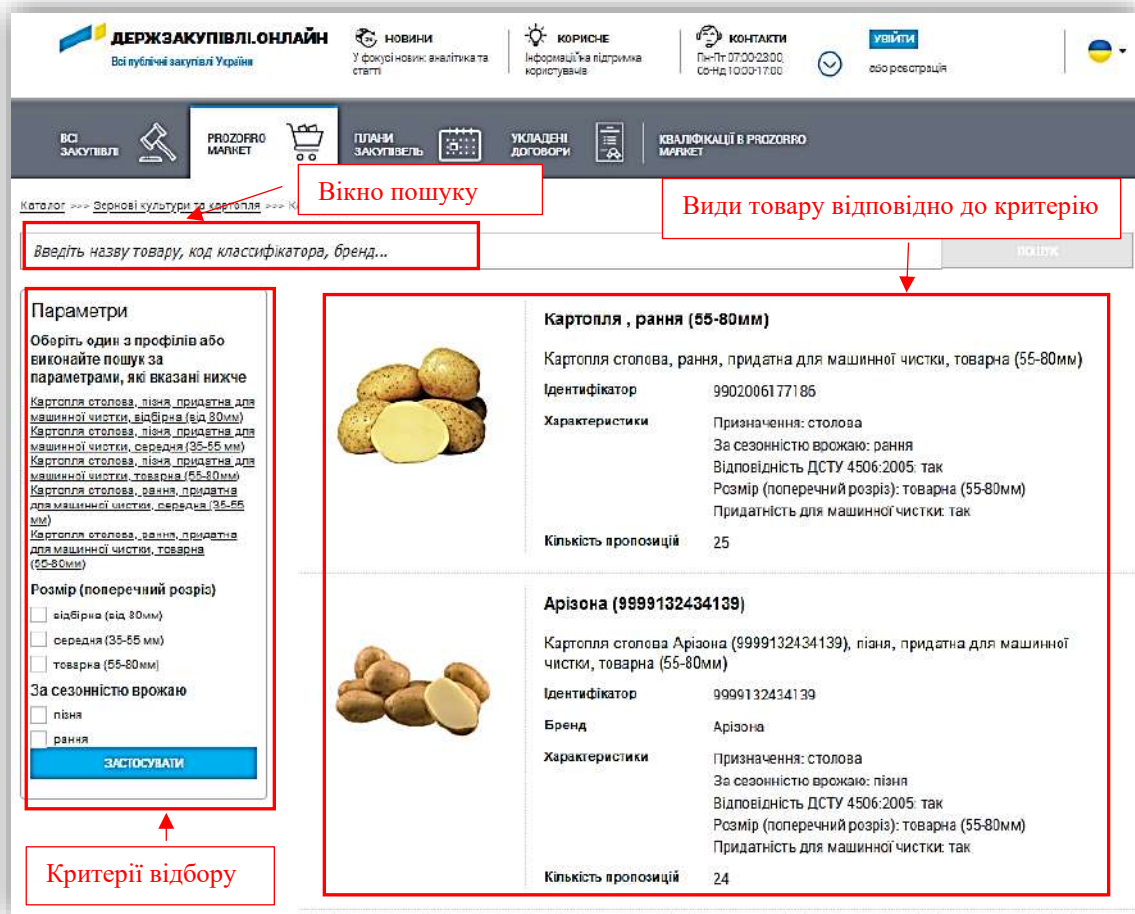 ДЕРЖЗАКУПІВЛІ.ОНЛАЙН
Всі публічні закупівлі України
НОВИНИ
У фокусі новин: аналітика та
статті
КОРИСНЕ
Інформаційна підтримка
користувачів
КОНТАКТИ
Пн-Пт 07:00-23:00,
Сб-Нд 10:00-17:00
УВІЙТИ
або реєстрація
ВСІ
ЗАКУПІВЛІ
PROZORRO
MARKET
ПЛАНИ
ЗАКУПІВЕЛЬ
УКЛАДЕНІ
ДОГОВОРИ
КВАЛІФІКАЦІЇ В PROZORRO
MARKET
Вікно пошуку
Види товару відповідно до критерію
Каталог >>> Зернові культури та картопля >>>
Введіть назву товару, код классифікатора, бренд...
ПОШУК
Параметри
Оберіть один з профілів або
виконайте пошук за
параметрами, які вказані нижче
Картопля столова, пізня, придатна для
машинної чистки, відбірна (від 80мм)
Картопля столова, пізня, придатна для
машинної чистки, середня (35-55 мм)
Картопля столова, пізня, придатна для
машинної чистки, товарна (55-80мм)
Картопля столова, рання, придатна
для машинної чистки, середня (35-55
мм)
Картопля столова, рання, придатна
для машинної чистки, товарна
(55-80мм)
Розмір (поперечний розріз)
відбірна (від 80мм)
середня (35-55 мм)
товарна (55-80мм)
За сезонністю врожаю
пізня
рання
ЗАСТОСУВАТИ
Критерії відбору
Картопля , рання (55-80мм)
Картопля столова, рання, придатна для машинної чистки, товарна (55-80мм)
Ідентифікатор 9902006177186
Характеристики Призначення: столова
За сезонністю врожаю: рання
Відповідність ДСТУ 4506:2005: так
Розмір (поперечний розріз): товарна (55-80мм)
Придатність для машинної чистки: так
Кількість пропозицій 25
Арізона (9999132434139)
Картопля столова Арізона (9999132434139), пізня, придатна для машинної
чистки, товарна (55-80мм)
Ідентифікатор 9999132434139
Бренд Арізона
Характеристики Призначення: столова
За сезонністю врожаю: пізня
Відповідність ДСТУ 4506:2005: так
Розмір (поперечний розріз): товарна (55-80мм)
Придатність для машинної чистки: так
Кількість пропозицій 24